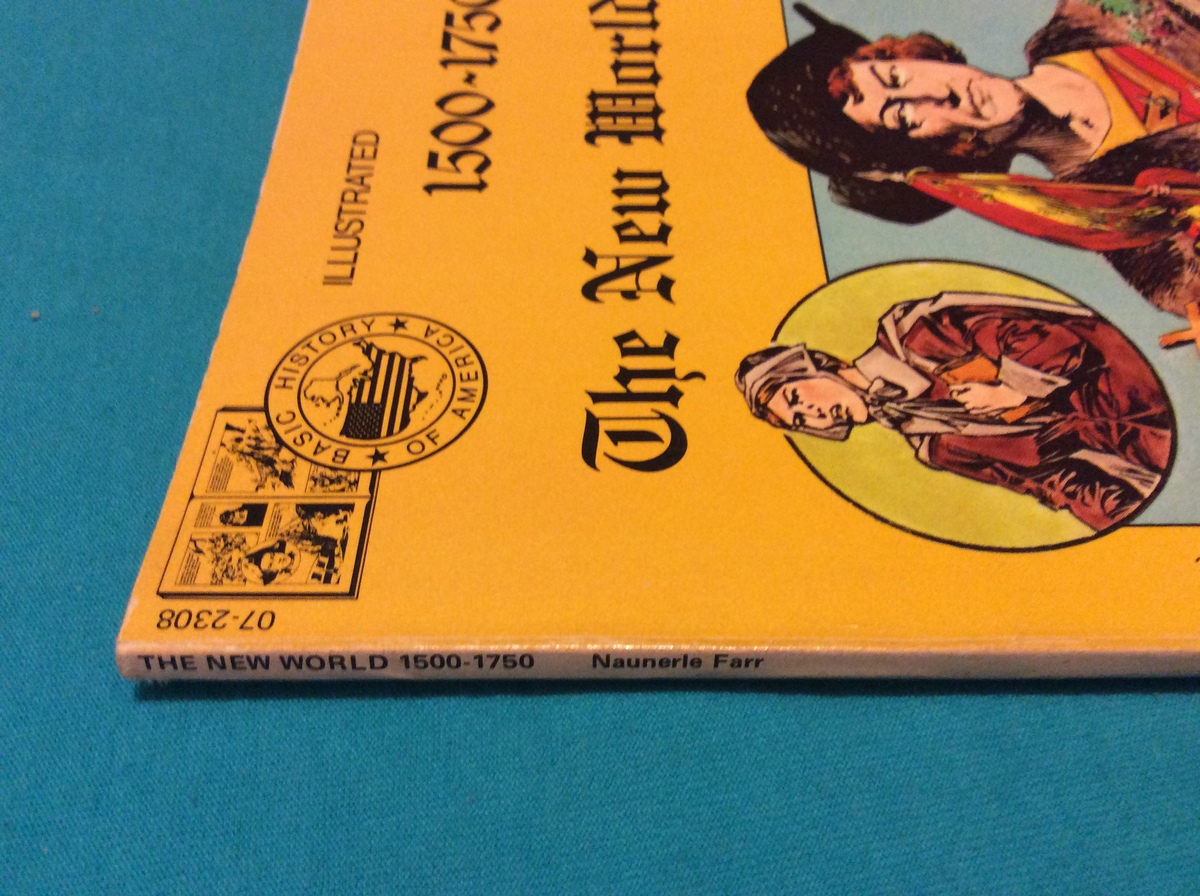 BASIC HISTORY
OF AMERICA
ILLUSTRATED
1500-1750
The New World
07-2308
THE NEW WORLD 1500-1750 Naunerle Farr